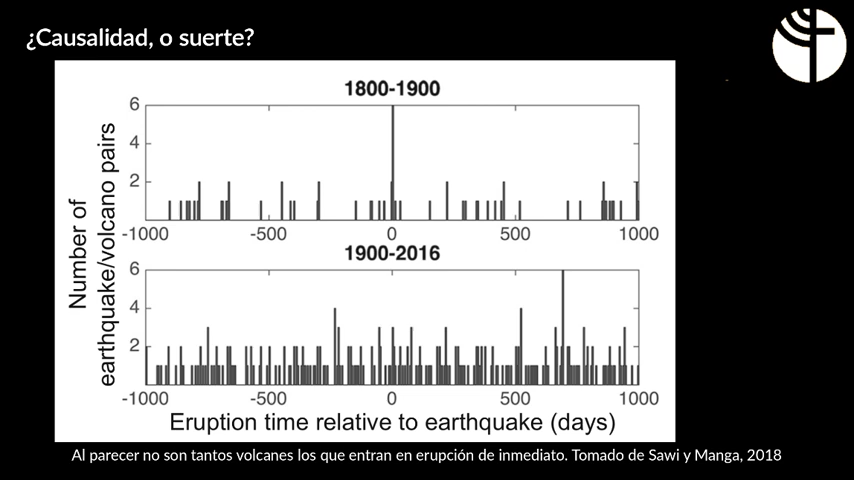 ¿Causalidad, o suerte?
1800-1900
6
4
2
-1000 -500 0 500 1000
1900-2016
6
4
2
-1000 -500 0 500 1000
Number of
earthquake/volcano pairs
Eruption time relative to earthquake (days)
Al parecer no son tantos volcanes los que entran en erupción de inmediato. Tomado de Sawi y Manga, 2018